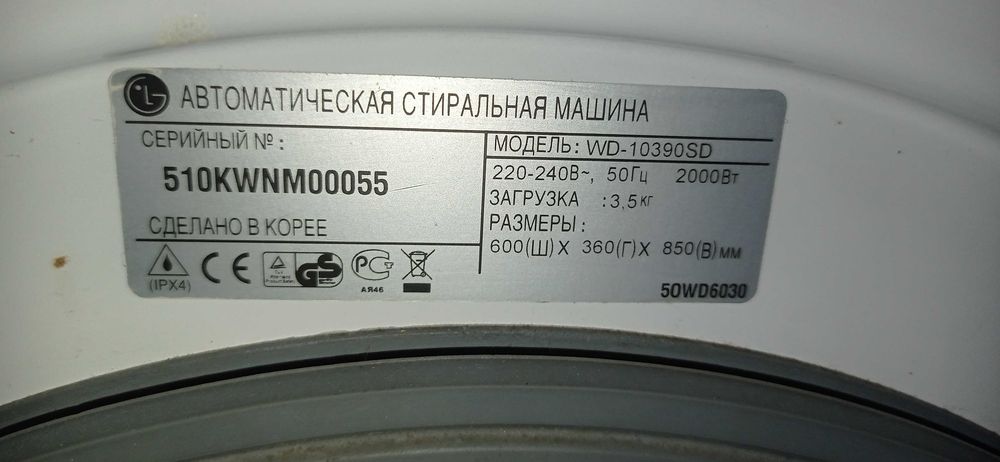 LG АВТОМАТИЧЕСКАЯ СТИРАЛЬНАЯ МАШИНА
СЕРИЙНЫЙ № :
510KWNM00055
СДЕЛАНО В КОРЕЕ
МОДЕЛЬ: WD-10390SD
220-240В~, 50Гц 2000Вт
ЗАГРУЗКА :3,5кг
РАЗМЕРЫ :
600(Ш)X 360(Г)X 850(В)мм
(IPX4) CE GS РСТ
АЯ46
50WD6030